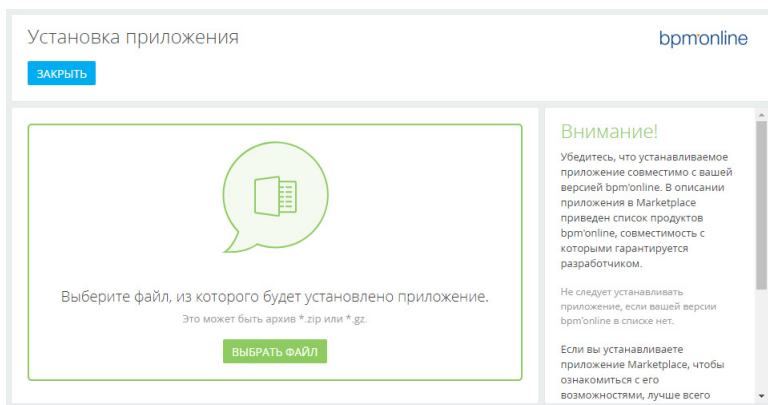 Установка приложения
bpm'online
ЗАКРЫТЬ
Выберите файл, из которого будет установлено приложение.
Это может быть архив *.zip или *.gz.
ВЫБРАТЬ ФАЙЛ
Внимание!
Убедитесь, что устанавливаемое
приложение совместимо с вашей
версией bpm'online. В описании
приложения в Marketplace
приведен список продуктов
bpm'online, совместимость с
которыми гарантируется
разработчиком.
Не следует устанавливать
приложение, если вашей версии
bpm'online в списке нет.
Если вы устанавливаете
приложение Marketplace, чтобы
ознакомиться с его
возможностями, лучше всего